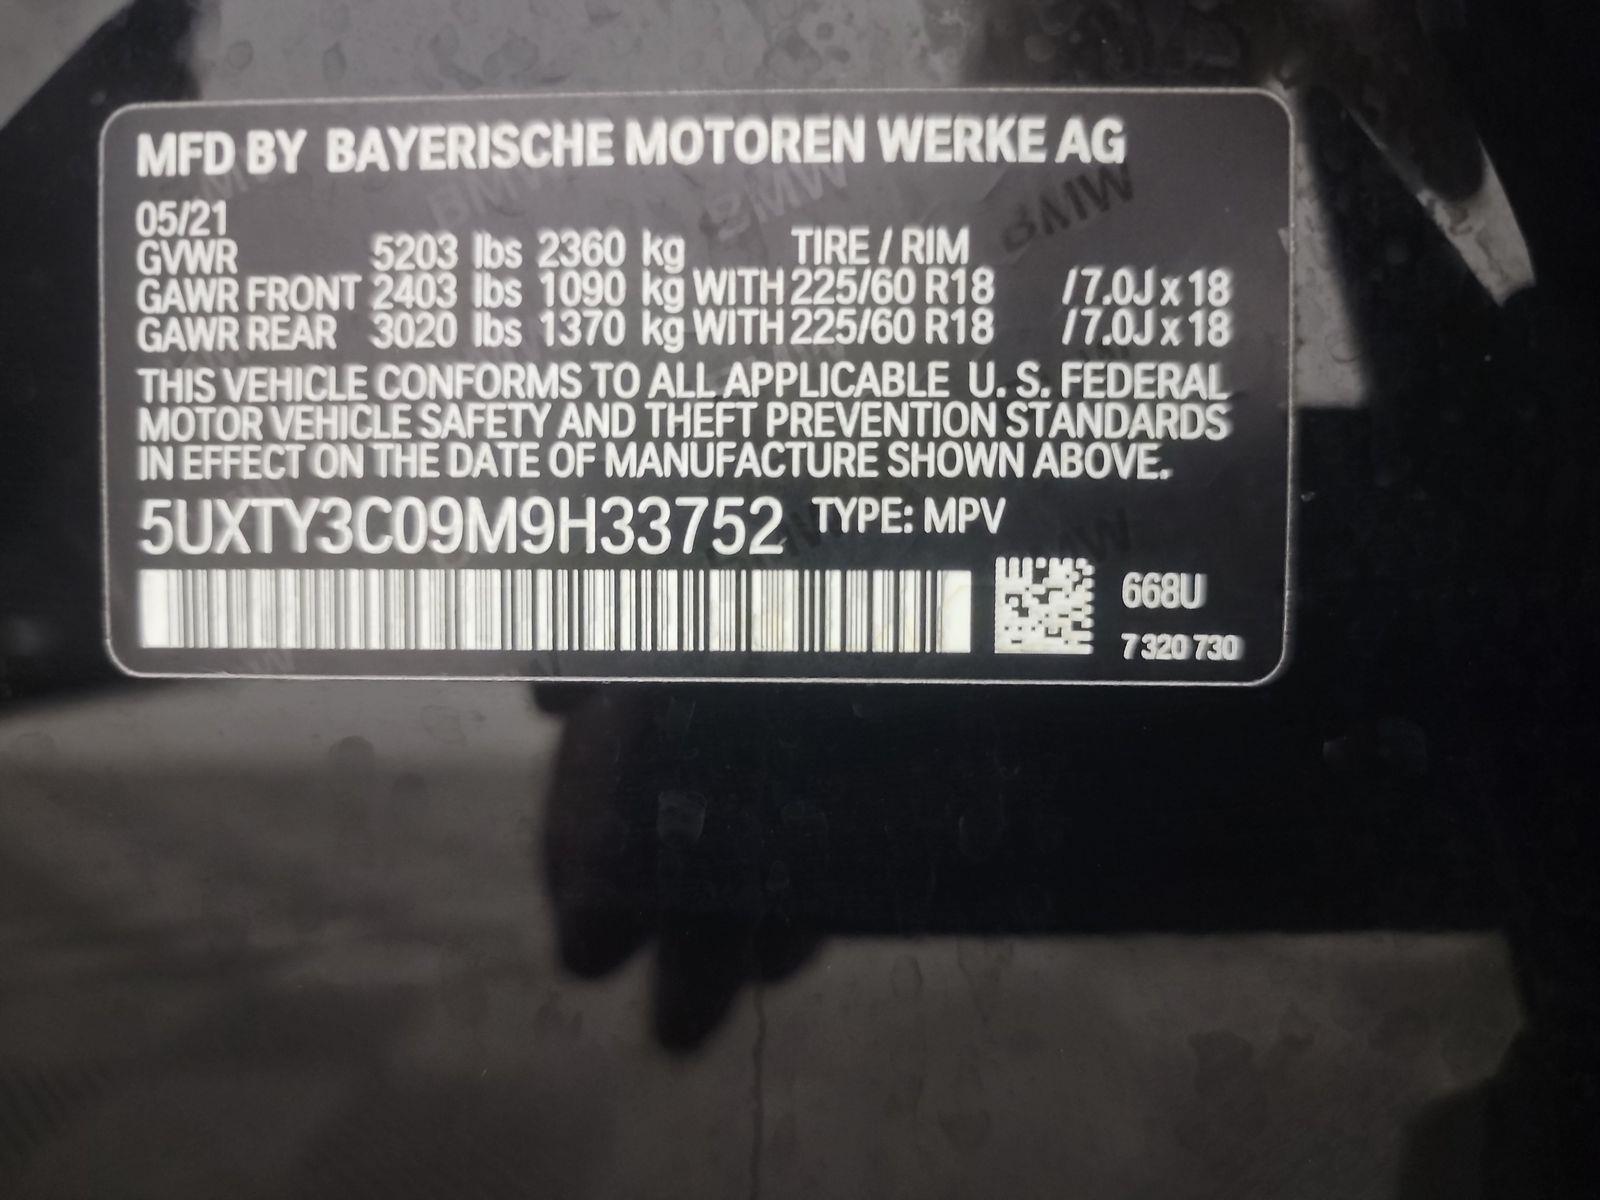 MFD BY BAYERISCHE MOTOREN WERKE AG
05/21
GVWR 5203 lbs 2360 kg TIRE / RIM
GAWR FRONT 2403 lbs 1090 kg WITH 225/60 R18 /7.0J x 18
GAWR REAR 3020 lbs 1370 kg WITH 225/60 R18 /7.0J x 18
THIS VEHICLE CONFORMS TO ALL APPLICABLE U. S. FEDERAL
MOTOR VEHICLE SAFETY AND THEFT PREVENTION STANDARDS
IN EFFECT ON THE DATE OF MANUFACTURE SHOWN ABOVE.
5UXTY3C09M9H33752 TYPE: MPV
668U
7 320 730